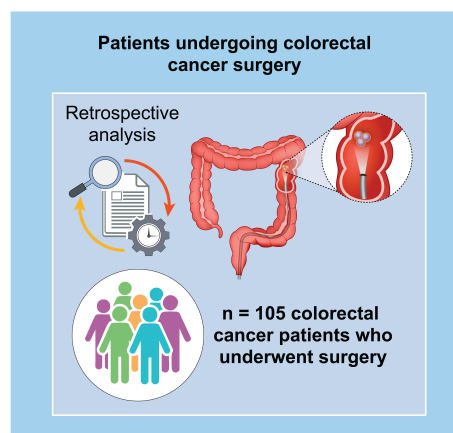 Patients undergoing colorectal
cancer surgery
Retrospective
analysis
n = 105 colorectal
cancer patients who
underwent surgery